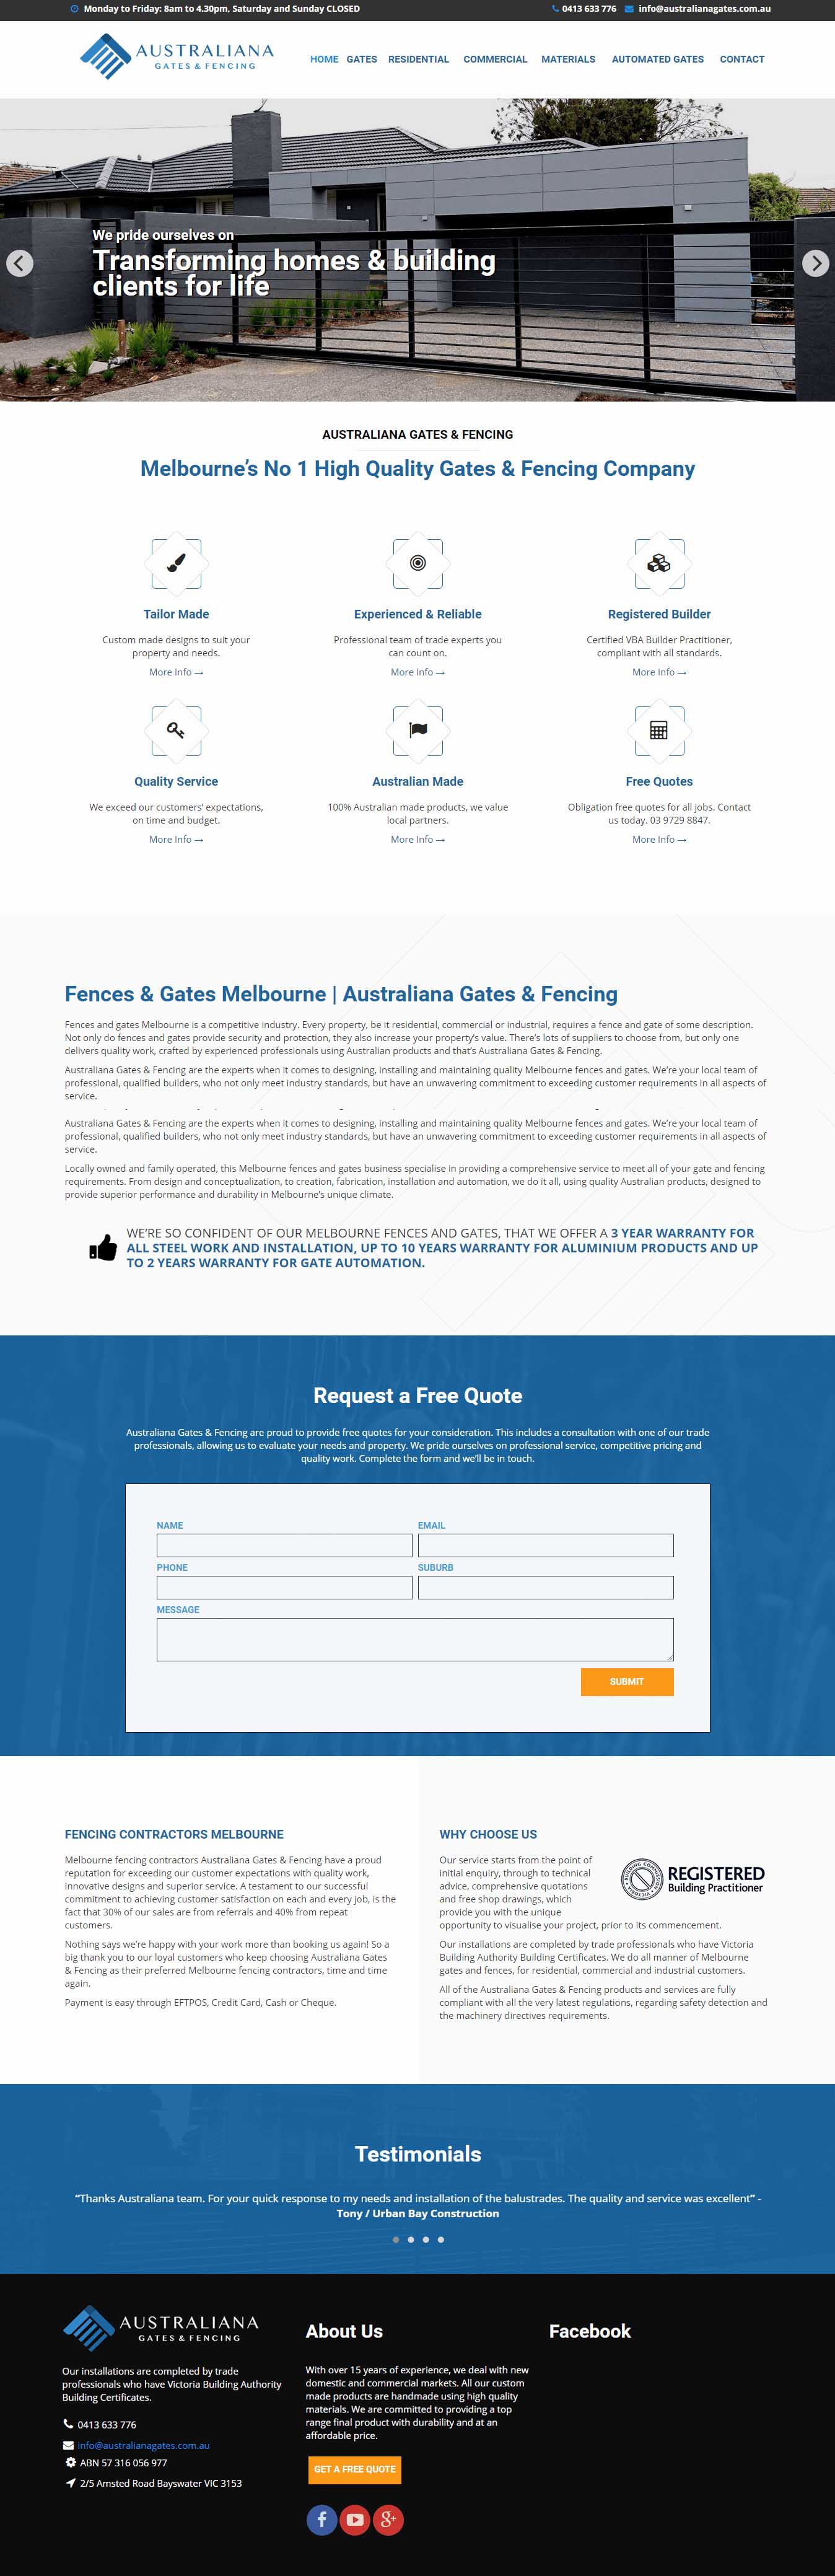 Monday to Friday: 8am to 4.30pm, Saturday and Sunday CLOSED
0413 633 776 info@australianagates.com.au
AUSTRALIANA
GATES & FENCING
HOME GATES RESIDENTIAL COMMERCIAL MATERIALS AUTOMATED GATES CONTACT
We pride ourselves on
Transforming homes & building
clients for life
AUSTRALIANA GATES & FENCING
Melbourne's No 1 High Quality Gates & Fencing Company
Tailor Made
Custom made designs to suit your
property and needs.
More Info →
Experienced & Reliable
Professional team of trade experts you
can count on.
More Info →
Registered Builder
Certified VBA Builder Practitioner,
compliant with all standards.
More Info →
Quality Service
We exceed our customers' expectations,
on time and budget.
More Info →
Australian Made
100% Australian made products, we value
local partners.
More Info →
Free Quotes
Obligation free quotes for all jobs. Contact
us today. 03 9729 8847.
More Info →
Fences & Gates Melbourne | Australiana Gates & Fencing
Fences and gates Melbourne is a competitive industry. Every property, be it residential, commercial or industrial, requires a fence and gate of some description.
Not only do fences and gates provide security and protection, they also increase your property's value. There's lots of suppliers to choose from, but only one
delivers quality work, crafted by experienced professionals using Australian products and that's Australiana Gates & Fencing.
Australiana Gates & Fencing are the experts when it comes to designing, installing and maintaining quality Melbourne fences and gates. We're your local team of
professional, qualified builders, who not only meet industry standards, but have an unwavering commitment to exceeding customer requirements in all aspects of
service.
Australiana Gates & Fencing are the experts when it comes to designing, installing and maintaining quality Melbourne fences and gates. We're your local team of
professional, qualified builders, who not only meet industry standards, but have an unwavering commitment to exceeding customer requirements in all aspects of
service.
Locally owned and family operated, this Melbourne fences and gates business specialise in providing a comprehensive service to meet all of your gate and fencing
requirements. From design and conceptualization, to creation, fabrication, installation and automation, we do it all, using quality Australian products, designed to
provide superior performance and durability in Melbourne's unique climate.
WE'RE SO CONFIDENT OF OUR MELBOURNE FENCES AND GATES, THAT WE OFFER A 3 YEAR WARRANTY FOR
ALL STEEL WORK AND INSTALLATION, UP TO 10 YEARS WARRANTY FOR ALUMINIUM PRODUCTS AND UP
TO 2 YEARS WARRANTY FOR GATE AUTOMATION.
Request a Free Quote
Australiana Gates & Fencing are proud to provide free quotes for your consideration. This includes a consultation with one of our trade
professionals, allowing us to evaluate your needs and property. We pride ourselves on professional service, competitive pricing and
quality work. Complete the form and we'll be in touch.
NAME EMAIL
PHONE SUBURB
MESSAGE
SUBMIT
FENCING CONTRACTORS MELBOURNE
Melbourne fencing contractors Australiana Gates & Fencing have a proud
reputation for exceeding our customer expectations with quality work,
innovative designs and superior service. A testament to our successful
commitment to achieving customer satisfaction on each and every job, is the
fact that 30% of our sales are from referrals and 40% from repeat
customers.
Nothing says we're happy with your work more than booking us again! So a
big thank you to our loyal customers who keep choosing Australiana Gates
& Fencing as their preferred Melbourne fencing contractors, time and time
again.
Payment is easy through EFTPOS, Credit Card, Cash or Cheque.
WHY CHOOSE US
Our service starts from the point of
initial enquiry, through to technical
advice, comprehensive quotations
and free shop drawings, which
provide you with the unique
opportunity to visualise your project, prior to its commencement.
REGISTERED
Building Practitioner
Our installations are completed by trade professionals who have Victoria
Building Authority Building Certificates. We do all manner of Melbourne
gates and fences, for residential, commercial and industrial customers.
All of the Australiana Gates & Fencing products and services are fully
compliant with all the very latest regulations, regarding safety detection and
the machinery directives requirements.
Testimonials
"Thanks Australiana team. For your quick response to my needs and installation of the balustrades. The quality and service was excellent" -
Tony / Urban Bay Construction
AUSTRALIANA
GATES & FENCING
Our installations are completed by trade
professionals who have Victoria Building Authority
Building Certificates.
0413 633 776
info@australianagates.com.au
ABN 57 316 056 977
2/5 Amsted Road Bayswater VIC 3153
About Us
With over 15 years of experience, we deal with new
domestic and commercial markets. All our custom
made products are handmade using high quality
materials. We are committed to providing a top
range final product with durability and at an
affordable price.
GET A FREE QUOTE
Facebook